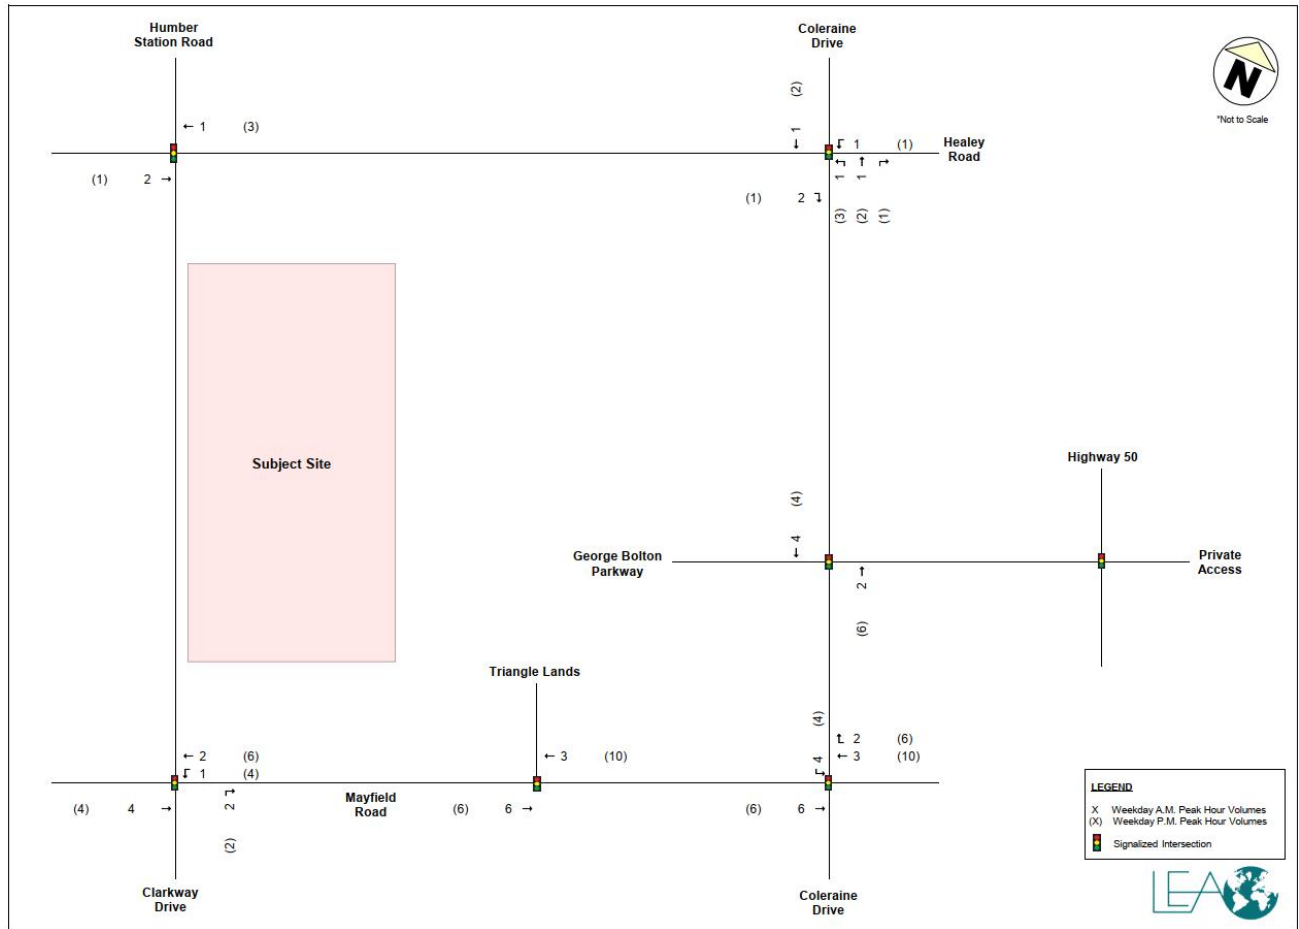 Humber
Station Road
Coleraine
Drive
N
*Not to Scale
(2)
1
← 1 (3)
(1) 2 →
↓
1 (1)
Healey
Road
1 ↑ 1
(1) 2
(3) (2) (1)
Subject Site
Highway 50
(4)
4 ↓
George Bolton
Parkway
Private
Access
↑ 2
(6)
Triangle Lands
(4)
← 2 (6)
1 (4)
← 3 (10)
4
2 (6)
← 3 (10)
(4) 4 →
2
(2)
Mayfield
Road
(6) 6 →
(6) 6 →
Clarkway
Drive
Coleraine
Drive
LEGEND
X Weekday A.M. Peak Hour Volumes
(X) Weekday P.M. Peak Hour Volumes
Signalized Intersection
LEA